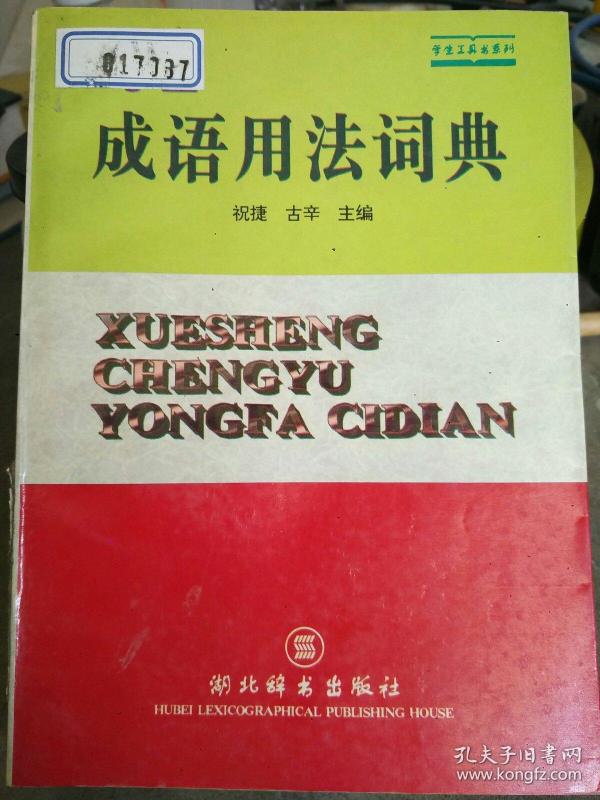 017037
学生工具书系列
成语用法词典
祝捷 古辛 主编
XUESHENG
CHENGYU
YONGFA CIDIAN
湖北辞书出版社
HUBEI LEXICOGRAPHICAL PUBLISHING HOUSE
孔夫子旧书网
www.kongfz.com